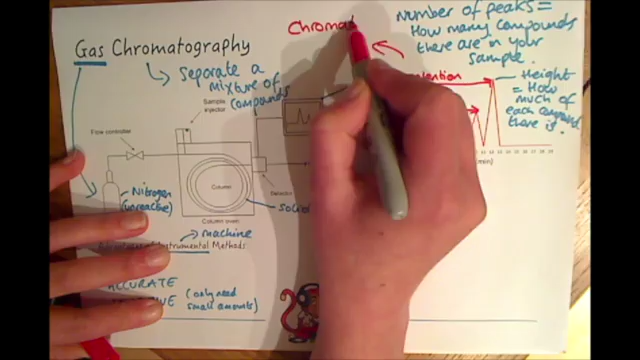 Gas Chromatography
Separate a
mixture of
compounds
Chroma
Number of peaks =
How many compounds
there are in your
sample.
Height
= How
much of
each compound
there is.
(min)
Sample
injector
Flow controller
Column
Detector
Column oven
Nitrogen
(unreactive)
solid
machine
Instrumental Methods:
ACCURATE
(only need
small amounts)